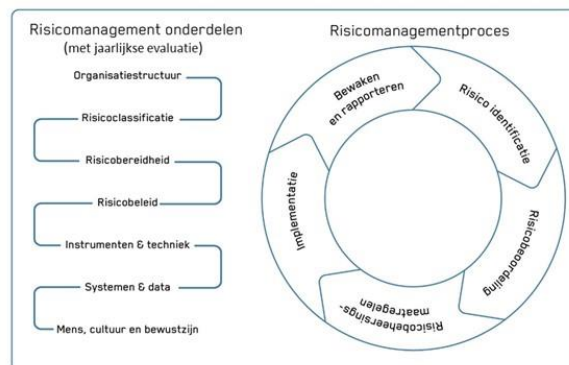 Risicomanagement onderdelen
(met jaarlijkse evaluatie)
Organisatiestructuur
Risicoclassificatie
Risicobereidheid
Risicobeleid
Instrumenten & techniek
Systemen & data
Mens, cultuur en bewustzijn
Risicomanagementproces
Bewaken
en rapporteren
Risico identificatie
Risicobeoordeling
Risicobeheersings-
maatregelen
Implementatie